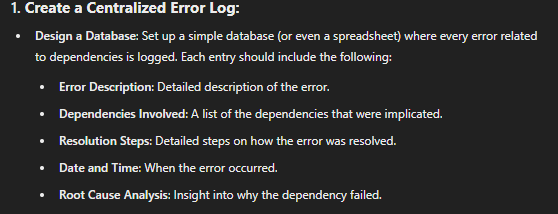 1. Create a Centralized Error Log:
• Design a Database: Set up a simple database (or even a spreadsheet) where every error related
to dependencies is logged. Each entry should include the following:
• Error Description: Detailed description of the error.
• Dependencies Involved: A list of the dependencies that were implicated.
• Resolution Steps: Detailed steps on how the error was resolved.
• Date and Time: When the error occurred.
• Root Cause Analysis: Insight into why the dependency failed.